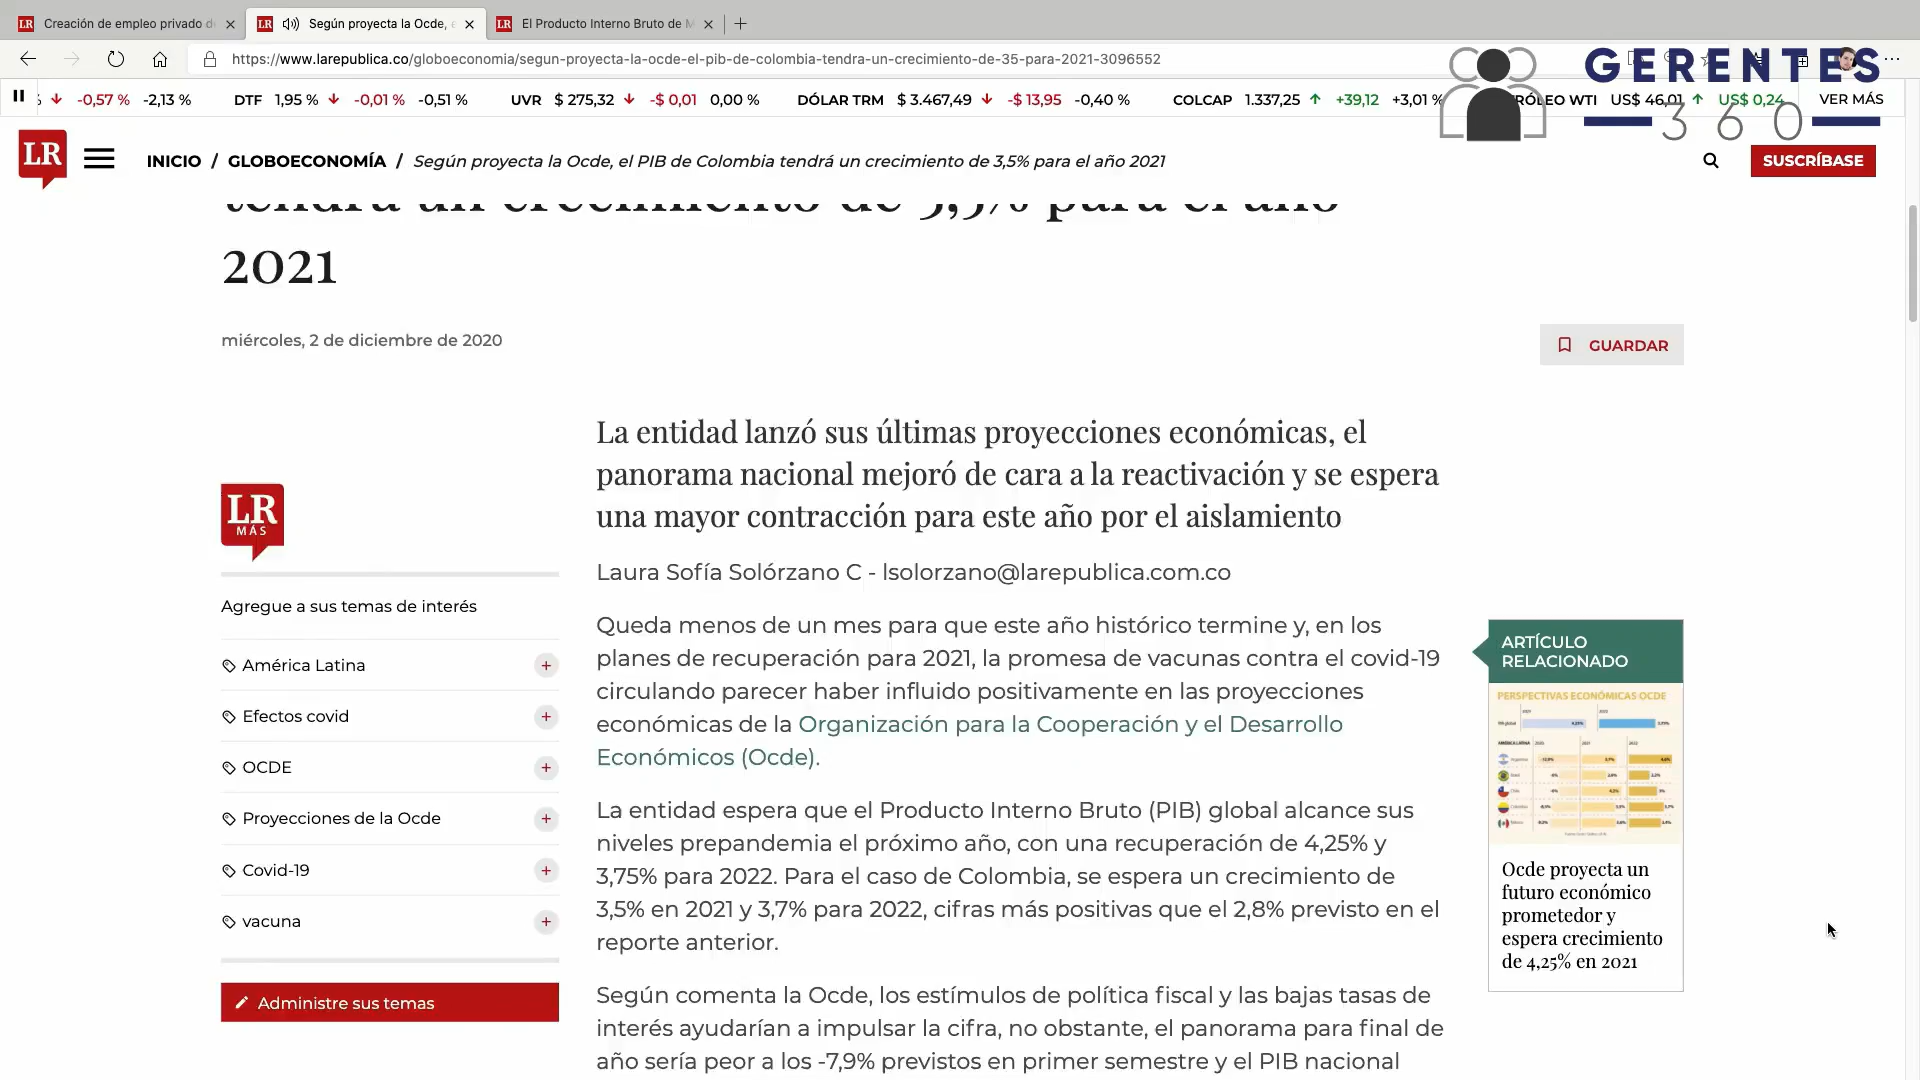 Creación de empleo privado d
Según proyecta la Ocde, e
El Producto Interno Bruto de M
https://www.larepublica.co/globoeconomia/segun-proyecta-la-ocde-el-pib-de-colombia-tendra-un-crecimiento-de-35-para-2021-3096552
GERENTES
360
-0,57 % -2,13 % DTF 1,95 % -0,01 % -0,51 % UVR $ 275,32 -$ 0,01 0,00 % DÓLAR TRM $ 3.467,49 -$ 13,95 -0,40 % COLCAP 1.337,25 +39,12 +3,01 % RÓLEO WTI US$ 46,01 US$ 0,24 VER MÁS
LR
INICIO / GLOBOECONOMÍA / Según proyecta la Ocde, el PIB de Colombia tendrá un crecimiento de 3,5% para el año 2021
SUSCRÍBASE
tendrá un crecimiento de 3,5% para el año
2021
miércoles, 2 de diciembre de 2020
GUARDAR
La entidad lanzó sus últimas proyecciones económicas, el
panorama nacional mejoró de cara a la reactivación y se espera
una mayor contracción para este año por el aislamiento
LR
MÁS
Agregue a sus temas de interés
América Latina +
Efectos covid +
OCDE +
Proyecciones de la Ocde +
Covid-19 +
vacuna +
Administre sus temas
Laura Sofía Solórzano C - lsolorzano@larepublica.com.co
Queda menos de un mes para que este año histórico termine y, en los
planes de recuperación para 2021, la promesa de vacunas contra el covid-19
circulando parecer haber influido positivamente en las proyecciones
económicas de la Organización para la Cooperación y el Desarrollo
Económicos (Ocde).
La entidad espera que el Producto Interno Bruto (PIB) global alcance sus
niveles prepandemia el próximo año, con una recuperación de 4,25% y
3,75% para 2022. Para el caso de Colombia, se espera un crecimiento de
3,5% en 2021 y 3,7% para 2022, cifras más positivas que el 2,8% previsto en el
reporte anterior.
Según comenta la Ocde, los estímulos de política fiscal y las bajas tasas de
interés ayudarían a impulsar la cifra, no obstante, el panorama para final de
año sería peor a los -7,9% previstos en primer semestre y el PIB nacional
ARTÍCULO
RELACIONADO
PERSPECTIVAS ECONÓMICAS OCDE
Ocde proyecta un
futuro económico
prometedor y
espera crecimiento
de 4,25% en 2021